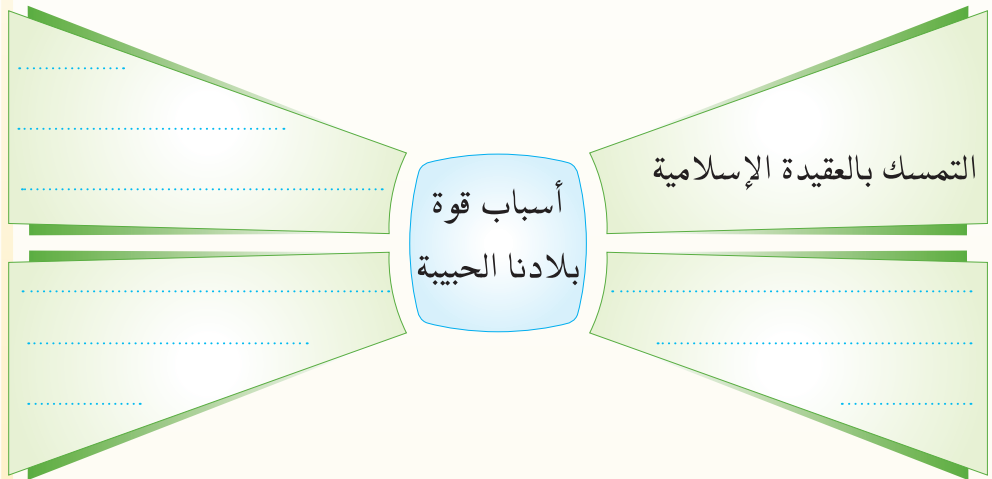 التمسك بالعقيدة الإسلامية
أسباب قوة
بلادنا الحبيبة